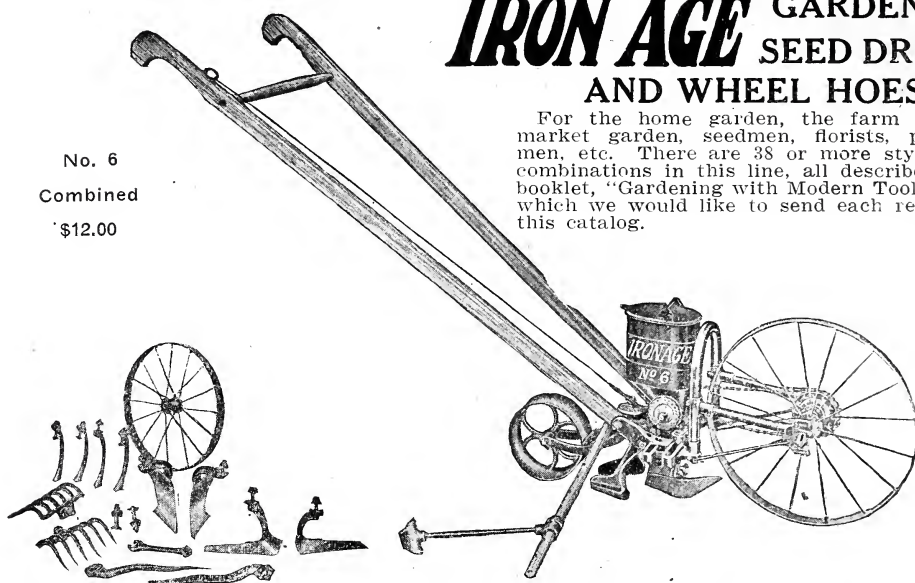 IRON AGE GARDEN
SEED DR
AND WHEEL HOES
For the home garden, the farm
market garden, seedmen, florists, p
men, etc. There are 38 or more sty
combinations in this line, all describe
booklet, "Gardening with Modern Tool
which we would like to send each re
this catalog.
No. 6
Combined
$12.00
IRON AGE
No 6